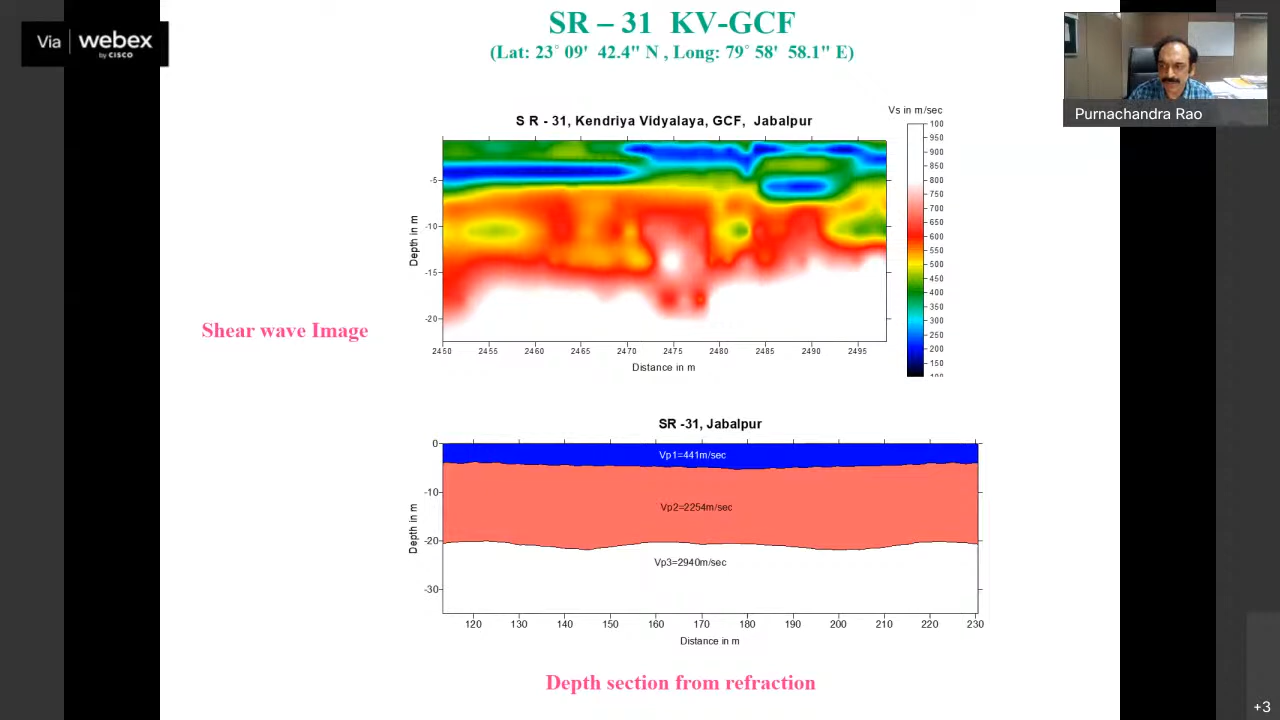 Via webex
by CISCO
SR – 31 KV-GCF
(Lat: 23° 09' 42.4" N , Long: 79° 58' 58.1" E)
Purnachandra Rao
Vs in m/sec
S R - 31, Kendriya Vidyalaya, GCF, Jabalpur
100
950
900
850
800
750
700
650
600
550
500
450
400
350
300
250
200
150
100
Depth in m
-5
-10
-15
-20
2450 2455 2460 2465 2470 2475 2480 2485 2490 2495
Distance in m
Shear wave Image
SR -31, Jabalpur
Depth in m
0
-10
-20
-30
Vp1=441m/sec
Vp2=2254m/sec
Vp3=2940m/sec
120 130 140 150 160 170 180 190 200 210 220 230
Distance in m
Depth section from refraction
+3